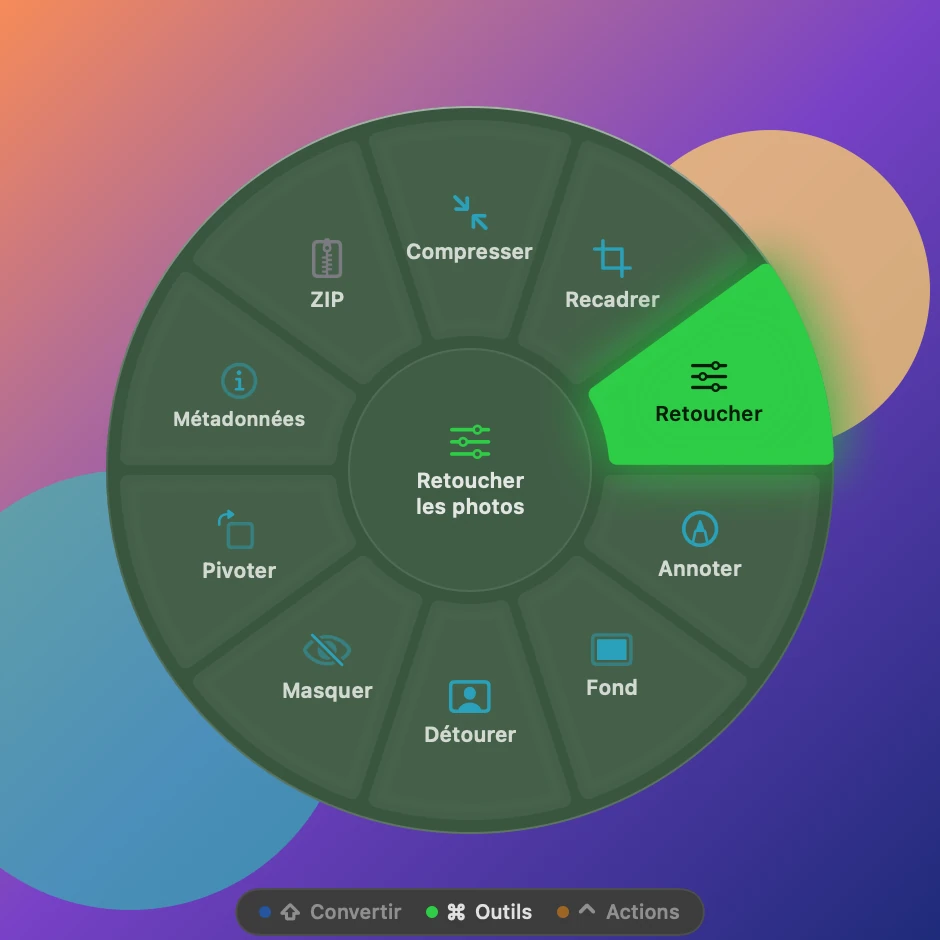 Compresser
Recadrer
Retoucher
Annoter
Fond
Détourer
Masquer
Pivoter
Métadonnées
ZIP
Retoucher
les photos
⇧ Convertir ⌘ Outils ⌃ Actions